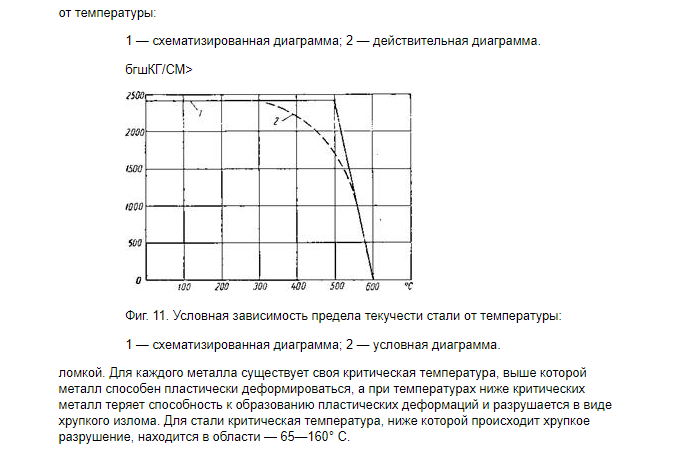 от температуры:
1 — схематизированная диаграмма; 2 — действительная диаграмма.
бгшКГ/СМ>
2500
2000
1500
1000
500
0
1
2
100 200 300 400 500 600 °C
Фиг. 11. Условная зависимость предела текучести стали от температуры:
1 — схематизированная диаграмма; 2 — условная диаграмма.
ломкой. Для каждого металла существует своя критическая температура, выше которой
металл способен пластически деформироваться, а при температурах ниже критических
металл теряет способность к образованию пластических деформаций и разрушается в виде
хрупкого излома. Для стали критическая температура, ниже которой происходит хрупкое
разрушение, находится в области — 65—160° С.